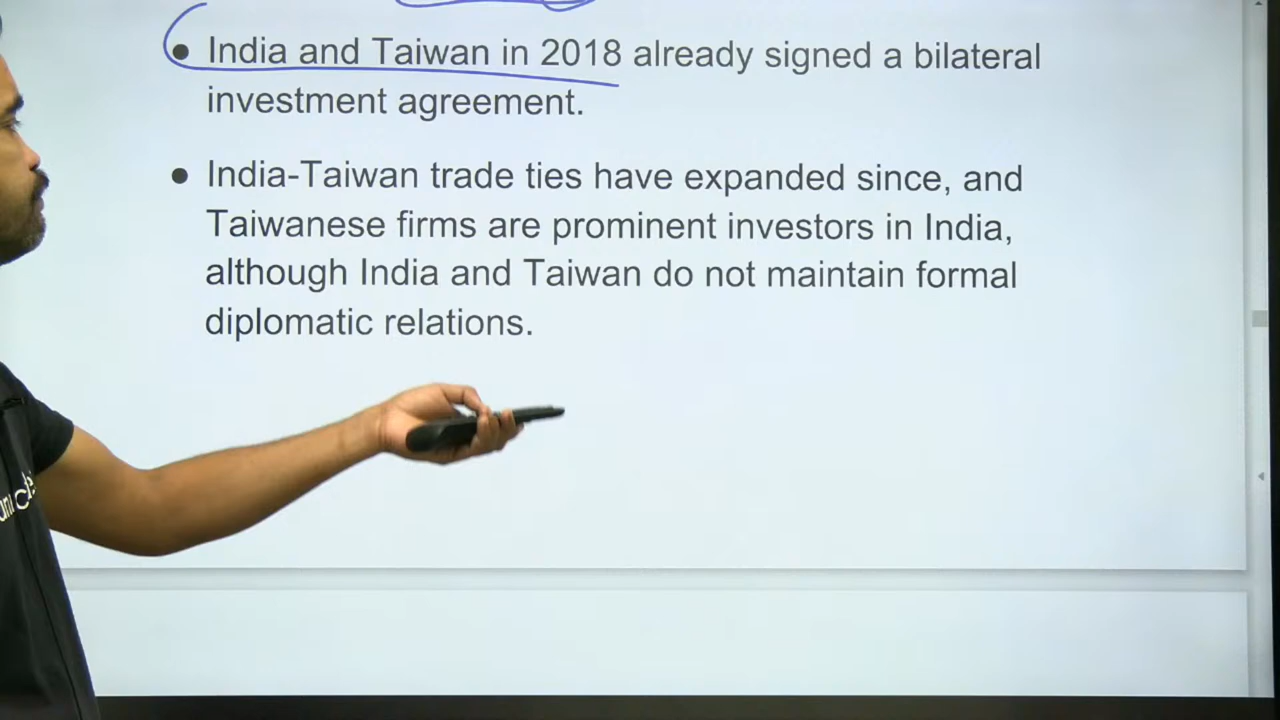 India and Taiwan in 2018 already signed a bilateral
investment agreement.
India-Taiwan trade ties have expanded since, and
Taiwanese firms are prominent investors in India,
although India and Taiwan do not maintain formal
diplomatic relations.